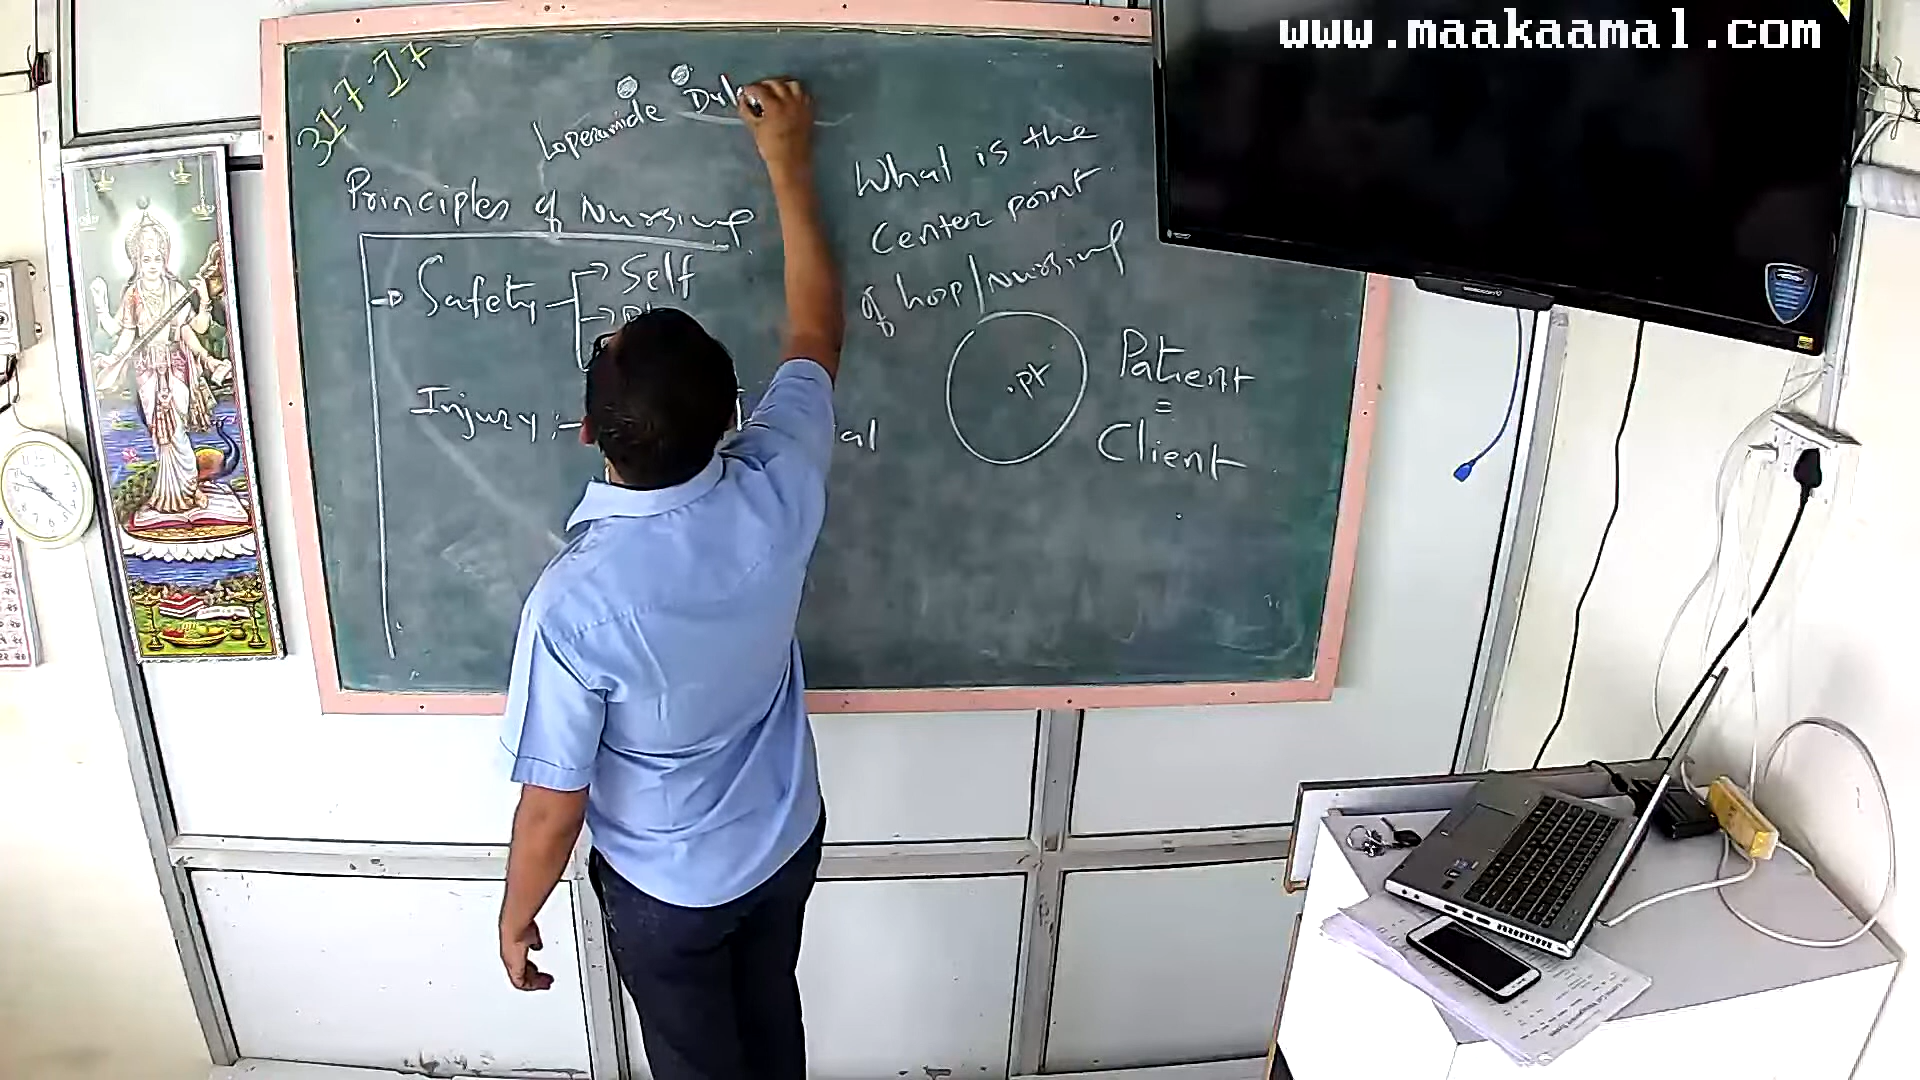 www.maakaamal.com
31-7-17
Loperamide
Principles of Nursing
Safety
Self
Injury :-
al
What is the
Center point
of hosp/Nursing
.pt
Patient
=
Client